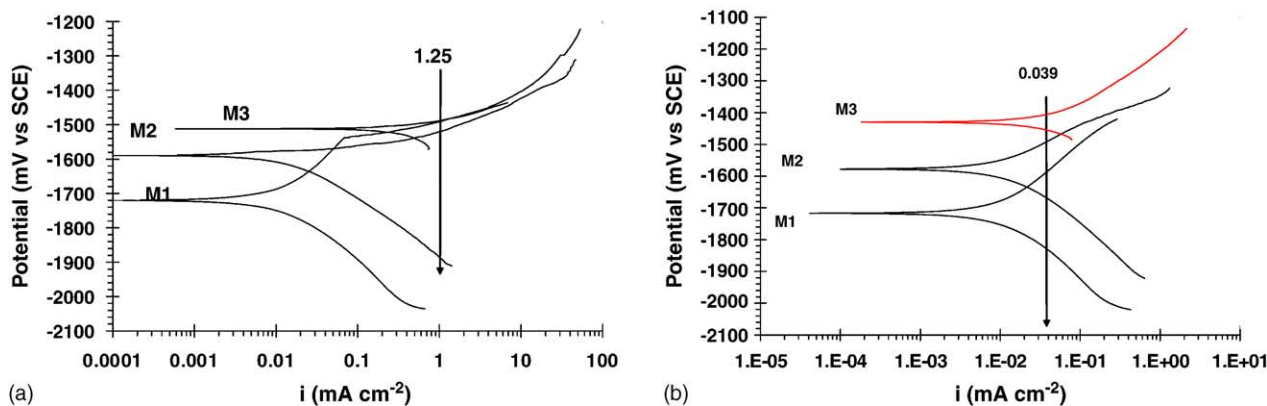 -1200
-1300
-1400
-1500
-1600
-1700
-1800
-1900
-2000
-2100
Potential (mV vs SCE)
1.25
M3
M2
M1
0.0001
0.001
0.01
0.1
1
10
100
i (mA cm-2)
(a)
-1100
-1200
-1300
-1400
-1500
-1600
-1700
-1800
-1900
-2000
-2100
Potential (mV vs SCE)
0.039
M3
M2
M1
1.E-05
1.E-04
1.E-03
1.E-02
1.E-01
1.E+00
1.E+01
i (mA cm-2)
(b)